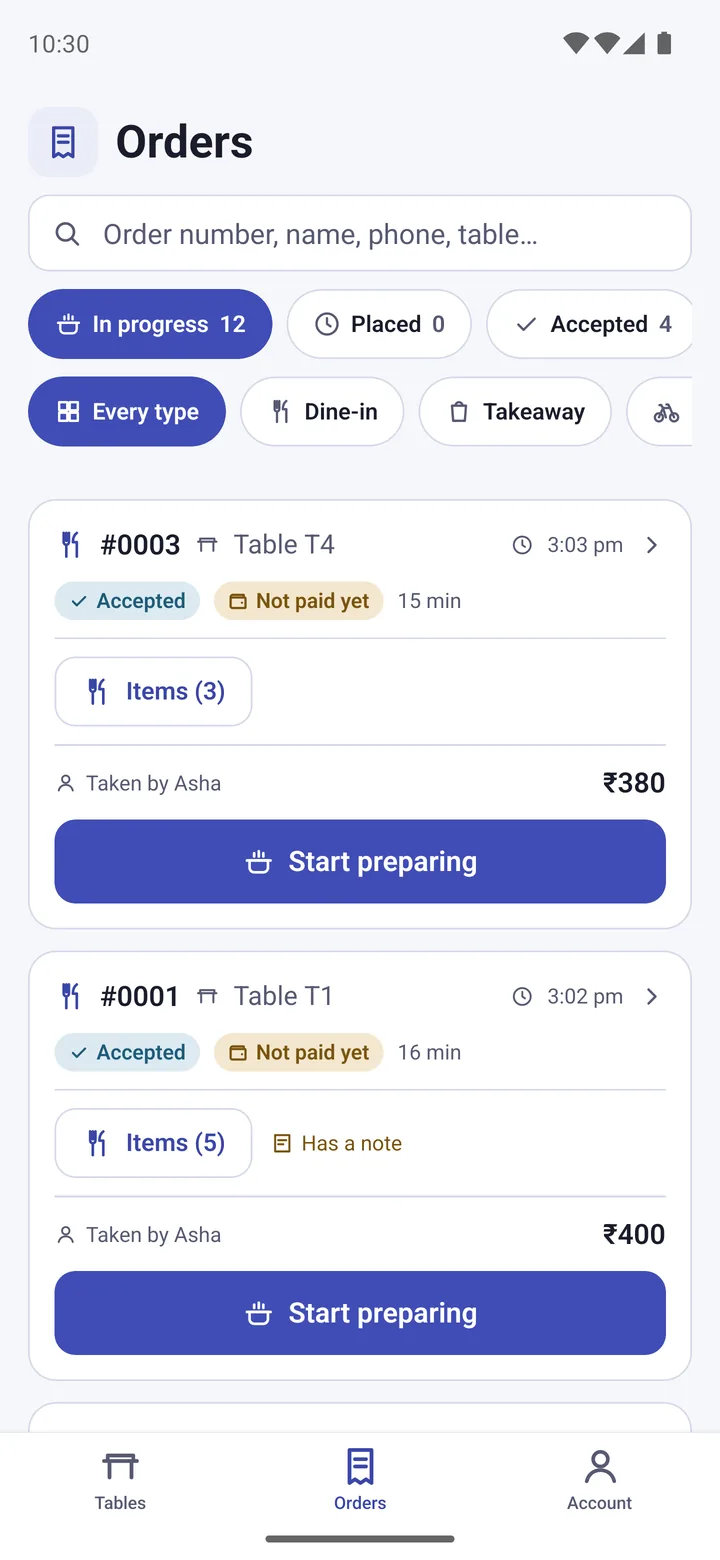 10:30
Orders
Order number, name, phone, table…
In progress 12 Placed 0 Accepted 4
Every type Dine-in Takeaway
#0003 Table T4 3:03 pm
Accepted Not paid yet 15 min
Items (3)
Taken by Asha ₹380
Start preparing
#0001 Table T1 3:02 pm
Accepted Not paid yet 16 min
Items (5) Has a note
Taken by Asha ₹400
Start preparing
Tables Orders Account